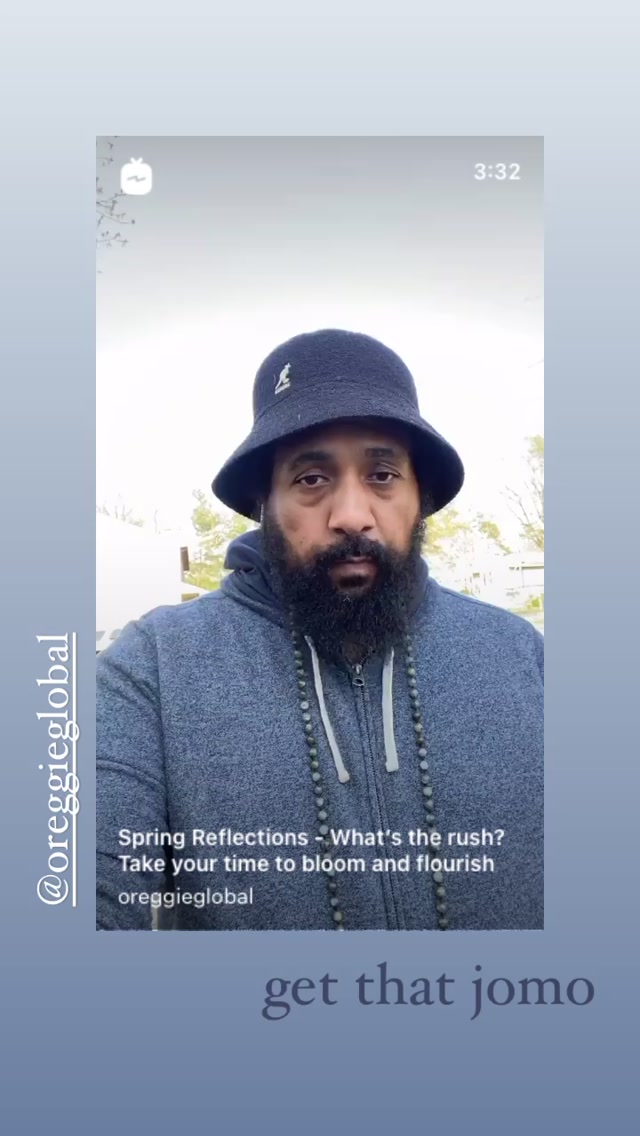 3:32
@oreggieglobal
Spring Reflections - What's the rush?
Take your time to bloom and flourish
oreggieglobal
get that jomo